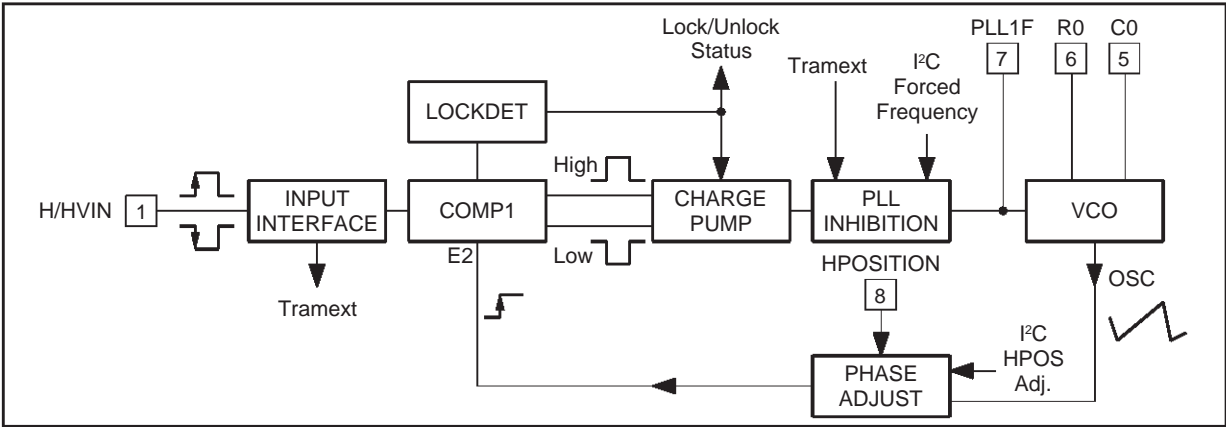 Lock/Unlock
Status
PLL1F
R0
C0
7
6
5
Tramext
I²C
Forced
Frequency
LOCKDET
High
H/HVIN
1
INPUT
INTERFACE
COMP1
CHARGE
PUMP
PLL
INHIBITION
VCO
E2
Low
HPOSITION
8
OSC
Tramext
I²C
HPOS
Adj.
PHASE
ADJUST